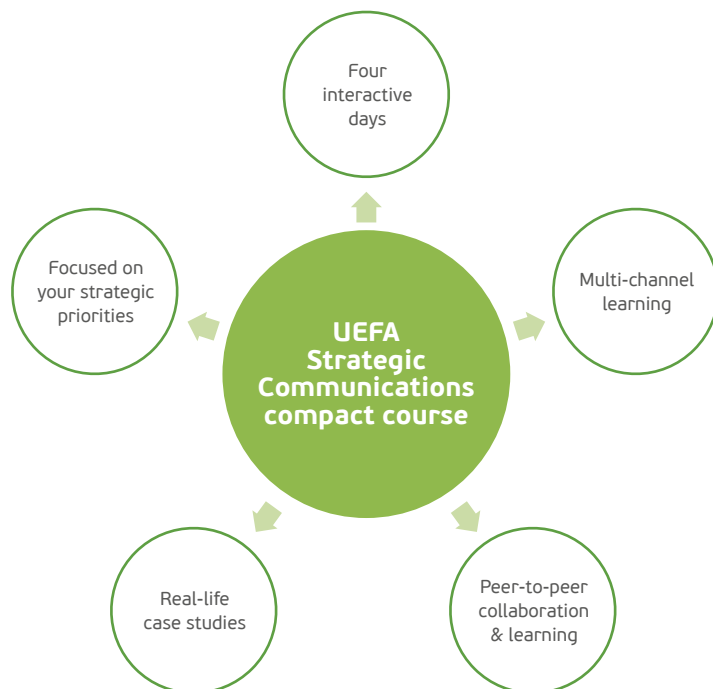 Four
interactive
days
Focused on
your strategic
priorities
Multi-channel
learning
UEFA
Strategic
Communications
compact course
Real-life
case studies
Peer-to-peer
collaboration
& learning